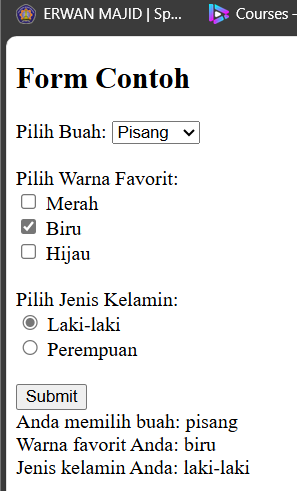 ERWAN MAJID | Sp...
Courses -
Form Contoh
Pilih Buah: Pisang
Pilih Warna Favorit:
Merah
Biru
Hijau
Pilih Jenis Kelamin:
Laki-laki
Perempuan
Submit
Anda memilih buah: pisang
Warna favorit Anda: biru
Jenis kelamin Anda: laki-laki